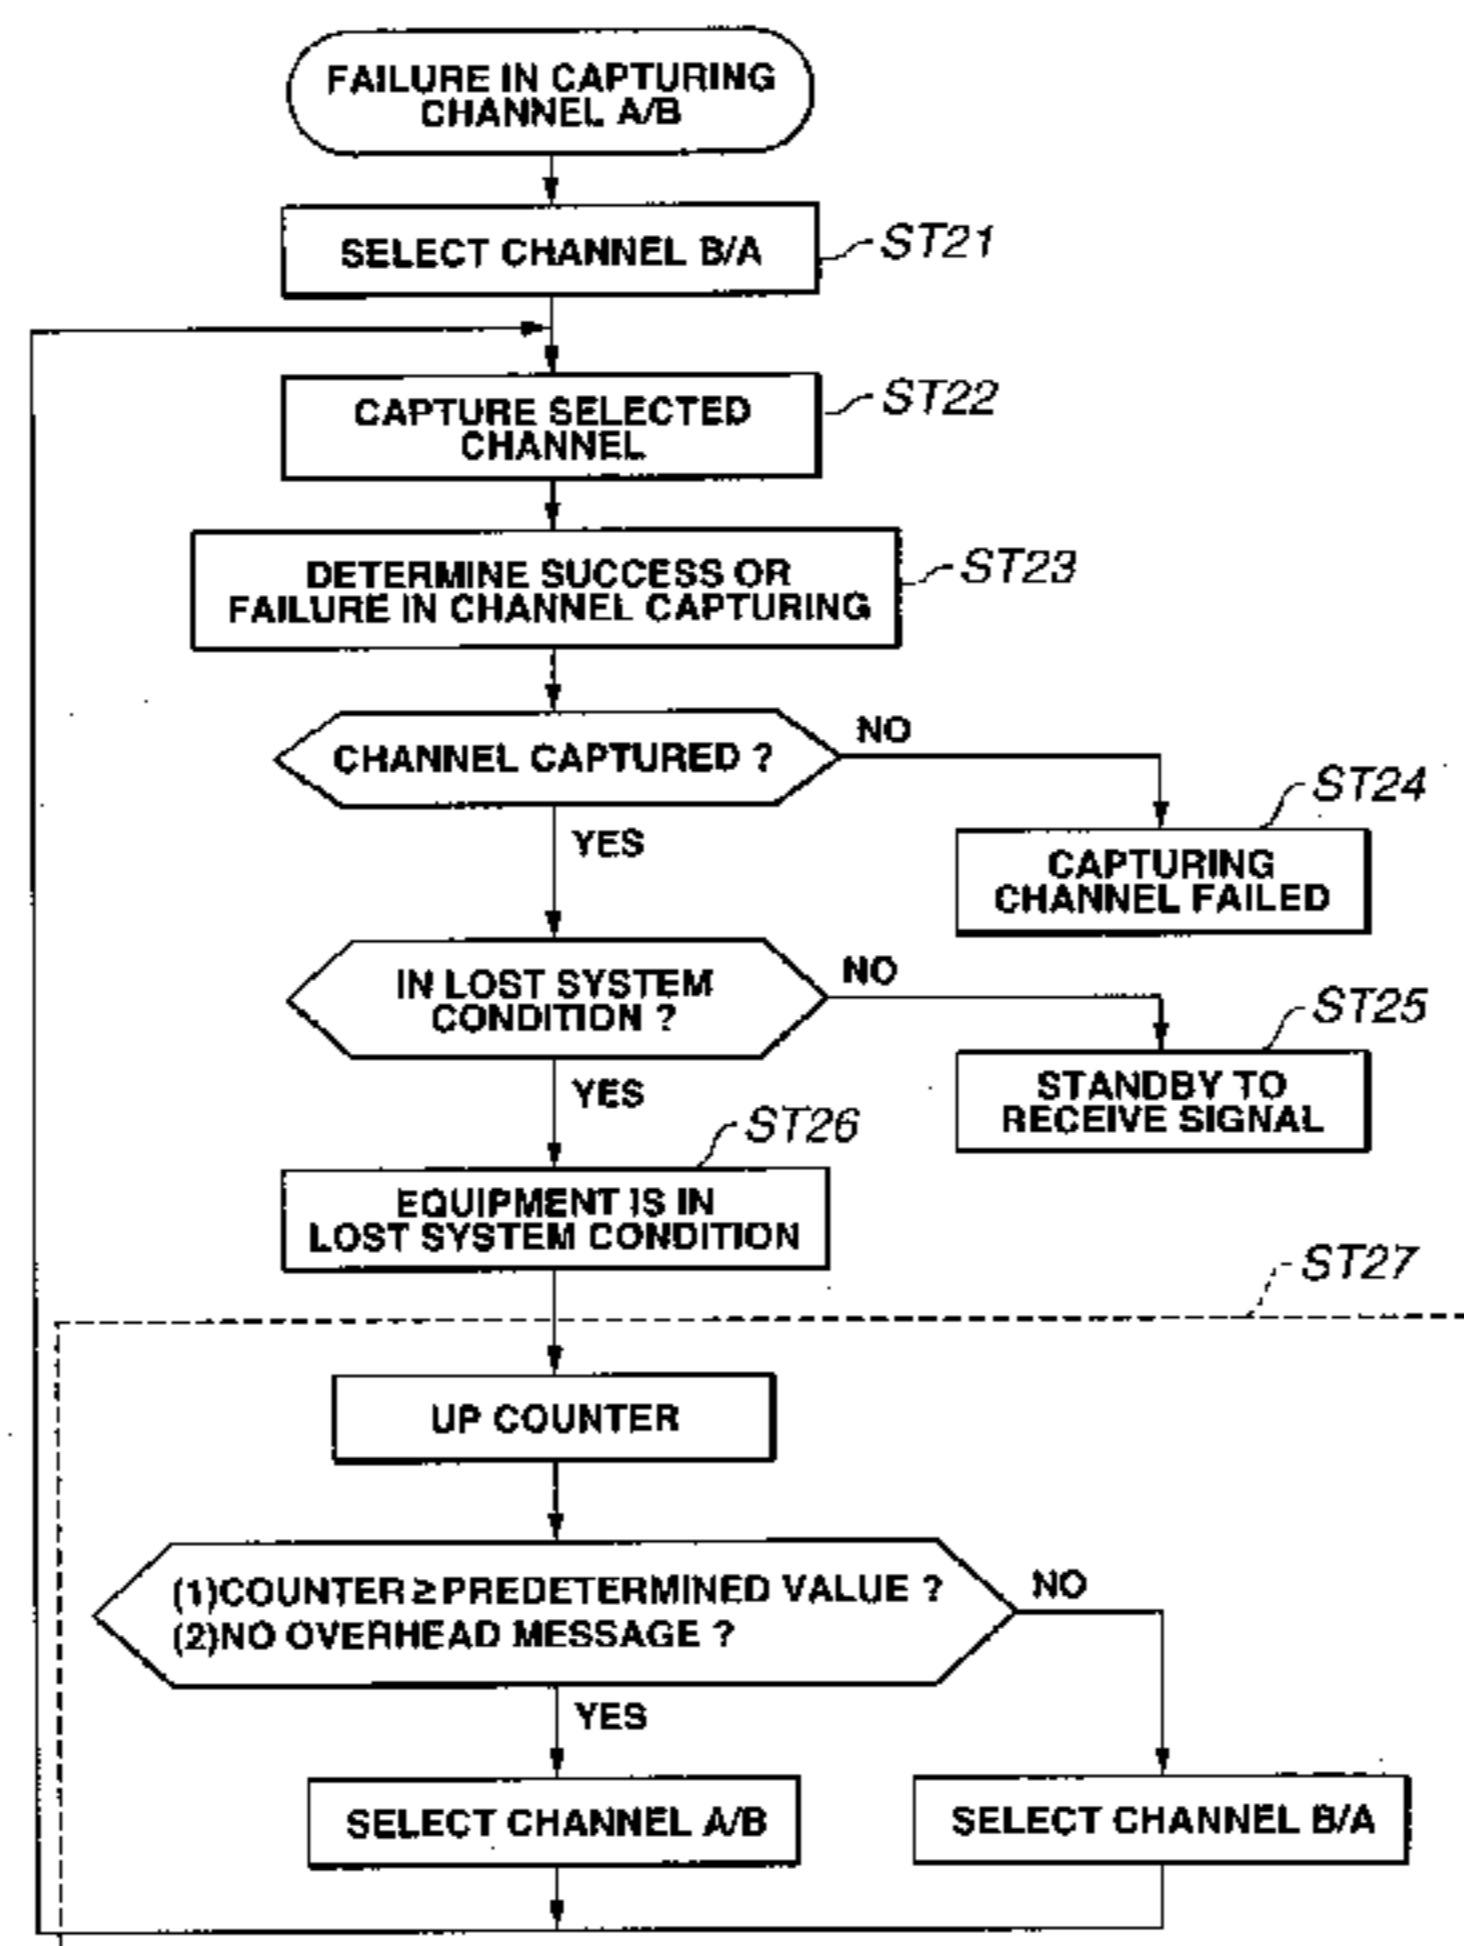 FAILURE IN CAPTURING
CHANNEL A/B
SELECT CHANNEL B/A
ST21
CAPTURE SELECTED
CHANNEL
ST22
DETERMINE SUCCESS OR
FAILURE IN CHANNEL CAPTURING
ST23
CHANNEL CAPTURED ?
NO
YES
ST24
CAPTURING
CHANNEL FAILED
IN LOST SYSTEM
CONDITION ?
NO
YES
ST25
STANDBY TO
RECEIVE SIGNAL
ST26
EQUIPMENT IS IN
LOST SYSTEM CONDITION
ST27
UP COUNTER
(1)COUNTER ≥ PREDETERMINED VALUE ?
(2)NO OVERHEAD MESSAGE ?
NO
YES
SELECT CHANNEL A/B
SELECT CHANNEL B/A